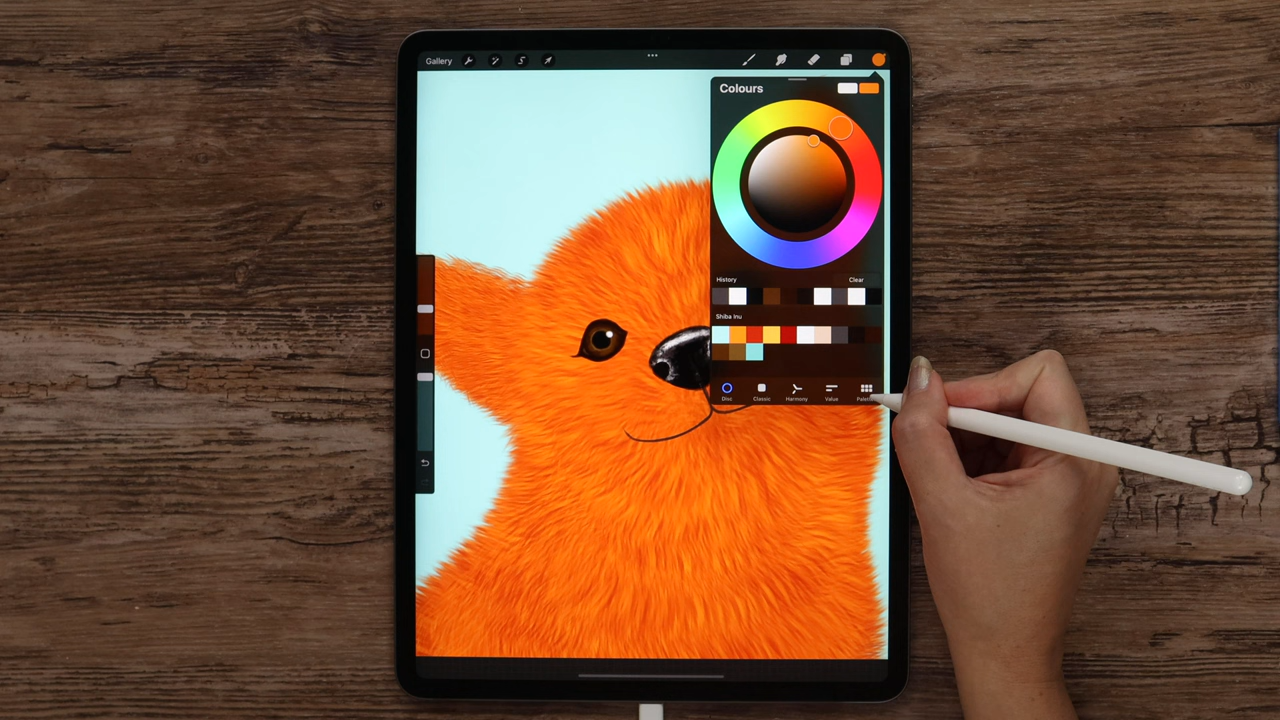 Gallery
Colours
History Clear
Shiba Inu
Disc Classic Harmony Value